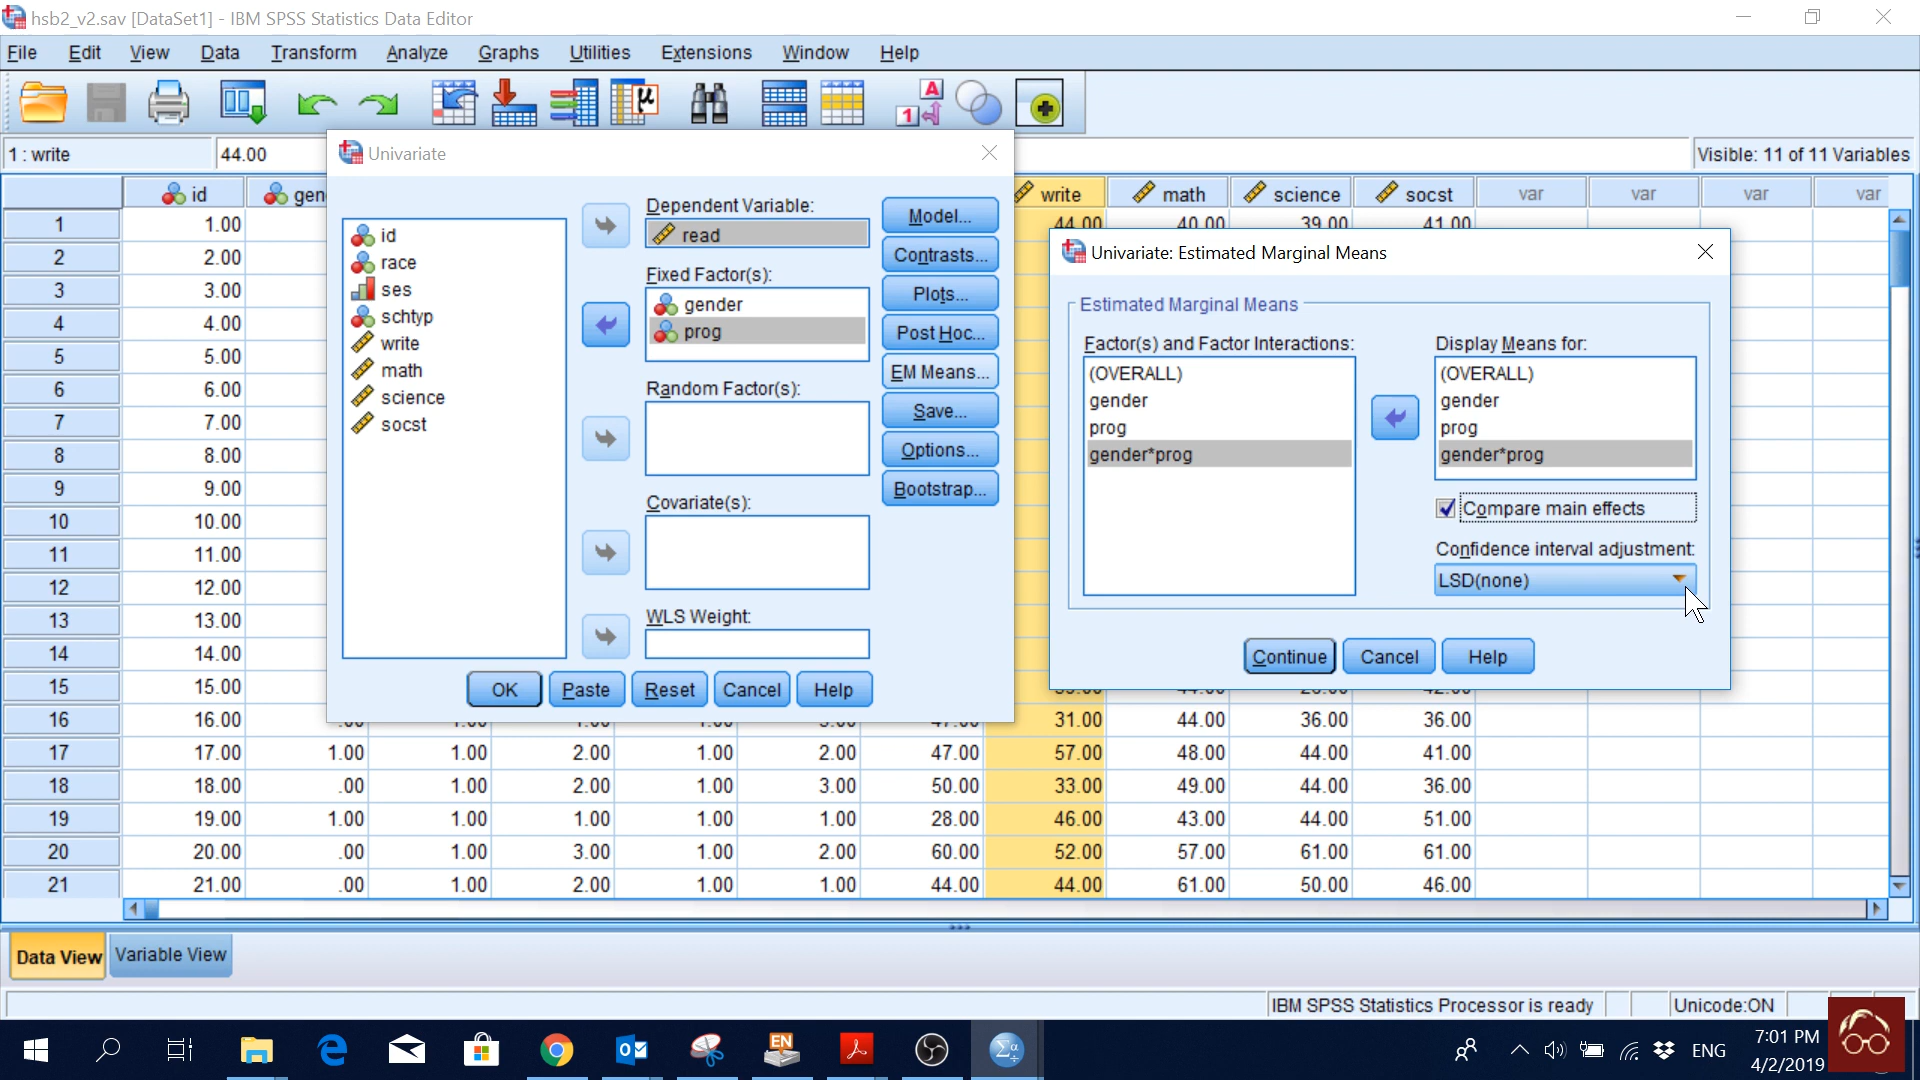 hsb2_v2.sav [DataSet1] - IBM SPSS Statistics Data Editor
File Edit View Data Transform Analyze Graphs Utilities Extensions Window Help
1 : write 44.00 Visible: 11 of 11 Variables
id gen write math science socst var var var var
1 1.00 44.00 40.00 39.00 41.00
2 2.00
3 3.00
4 4.00
5 5.00
6 6.00
7 7.00
8 8.00
9 9.00
10 10.00
11 11.00
12 12.00
13 13.00
14 14.00
15 15.00
16 16.00 31.00 44.00 36.00 36.00
17 17.00 1.00 1.00 2.00 1.00 2.00 47.00 57.00 48.00 44.00 41.00
18 18.00 .00 1.00 2.00 1.00 3.00 50.00 33.00 49.00 44.00 36.00
19 19.00 1.00 1.00 1.00 1.00 1.00 28.00 46.00 43.00 44.00 51.00
20 20.00 .00 1.00 3.00 1.00 2.00 60.00 52.00 57.00 61.00 61.00
21 21.00 .00 1.00 2.00 1.00 1.00 44.00 44.00 61.00 50.00 46.00
Univariate
id
race
ses
schtyp
write
math
science
socst
Dependent Variable:
read
Fixed Factor(s):
gender
prog
Random Factor(s):
Covariate(s):
WLS Weight:
Model...
Contrasts...
Plots...
Post Hoc...
EM Means...
Save...
Options...
Bootstrap...
OK Paste Reset Cancel Help
Univariate: Estimated Marginal Means
Estimated Marginal Means
Factor(s) and Factor Interactions:
(OVERALL)
gender
prog
gender*prog
Display Means for:
(OVERALL)
gender
prog
gender*prog
Compare main effects
Confidence interval adjustment:
LSD(none)
Continue Cancel Help
Data View Variable View
IBM SPSS Statistics Processor is ready Unicode:ON
EN
ENG
7:01 PM
4/2/2019